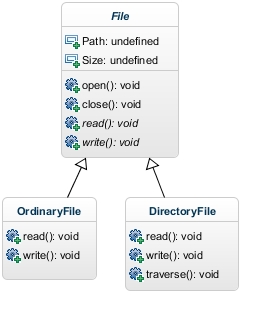 File
Path: undefined
Size: undefined
open(): void
close(): void
read(): void
write(): void
OrdinaryFile
read(): void
write(): void
DirectoryFile
read(): void
write(): void
traverse(): void